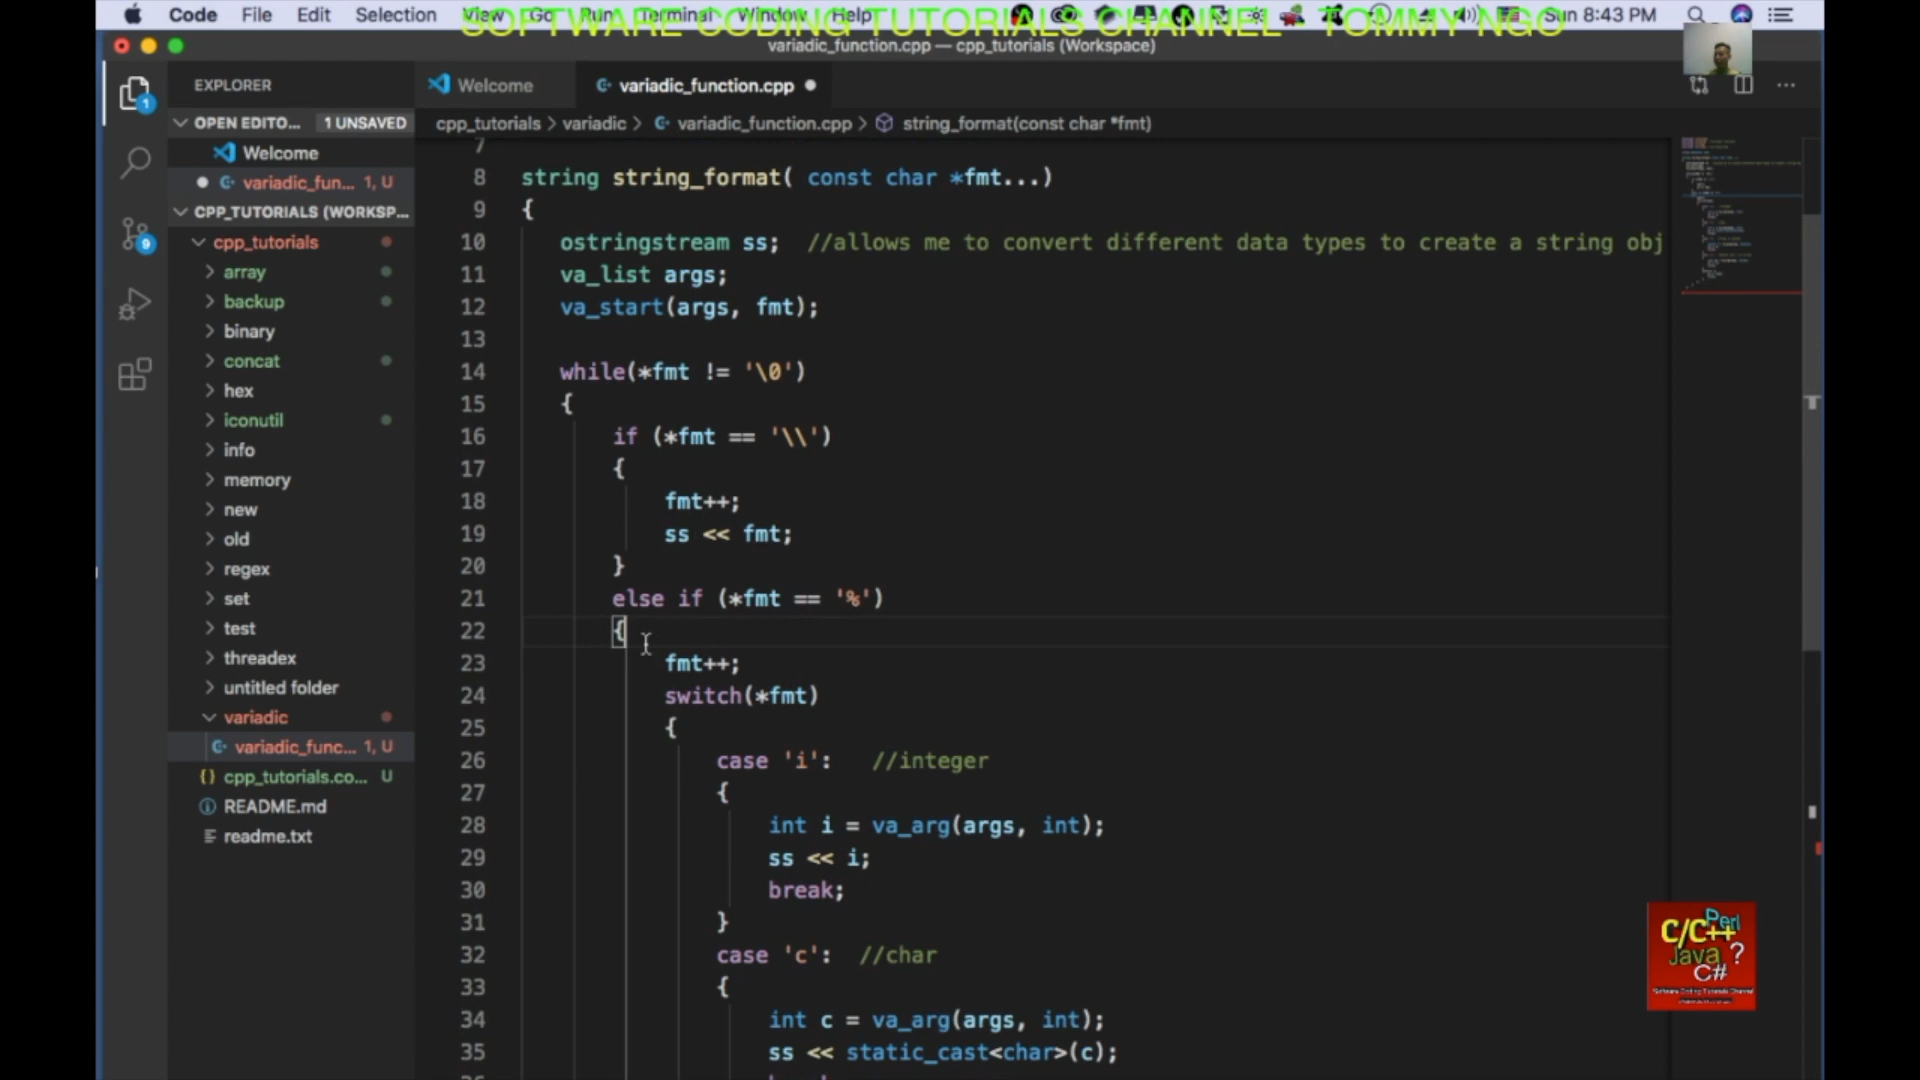 Code File Edit Selection View Go Run Terminal Window Help Sun 8:43 PM
SOFTWARE CODING TUTORIALS CHANNEL - TOMMY NGO
variadic_function.cpp — cpp_tutorials (Workspace)
EXPLORER
Welcome
variadic_function.cpp
OPEN EDITO... 1 UNSAVED
cpp_tutorials > variadic > variadic_function.cpp > string_format(const char *fmt)
Welcome
variadic_fun... 1, U
CPP_TUTORIALS (WORKSP...
cpp_tutorials
array
backup
binary
concat
hex
iconutil
info
memory
new
old
regex
set
test
threadex
untitled folder
variadic
variadic_func... 1, U
cpp_tutorials.co... U
README.md
readme.txt
1
9
7
8 string string_format( const char *fmt...)
9 {
10 ostringstream ss; //allows me to convert different data types to create a string obj
11 va_list args;
12 va_start(args, fmt);
13
14 while(*fmt != '\0')
15 {
16 if (*fmt == '\\')
17 {
18 fmt++;
19 ss << fmt;
20 }
21 else if (*fmt == '%')
22 {
23 fmt++;
24 switch(*fmt)
25 {
26 case 'i': //integer
27 {
28 int i = va_arg(args, int);
29 ss << i;
30 break;
31 }
32 case 'c': //char
33 {
34 int c = va_arg(args, int);
35 ss << static_cast<char>(c);
C/C++
Perl
Java ?
C#
Software Coding Tutorials Channel